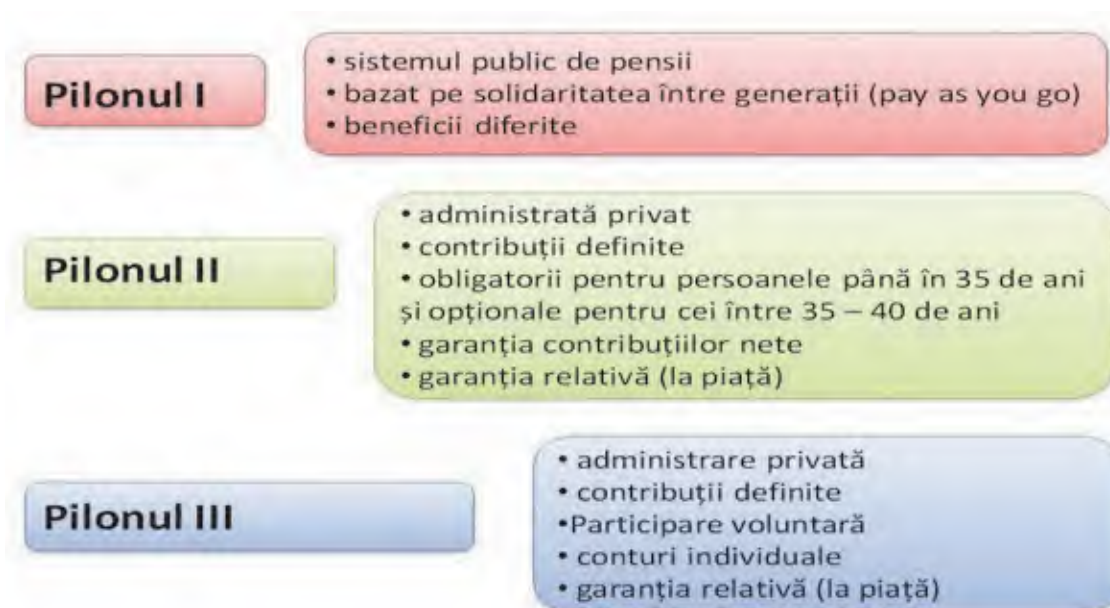 Pilonul I
• sistemul public de pensii
• bazat pe solidaritatea între generații (pay as you go)
• beneficii diferite
Pilonul II
• administrată privat
• contribuții definite
• obligatorii pentru persoanele până în 35 de ani
și opționale pentru cei între 35 – 40 de ani
• garanția contribuțiilor nete
• garanția relativă (la piață)
Pilonul III
• administrare privată
• contribuții definite
•Participare voluntară
• conturi individuale
• garanția relativă (la piață)